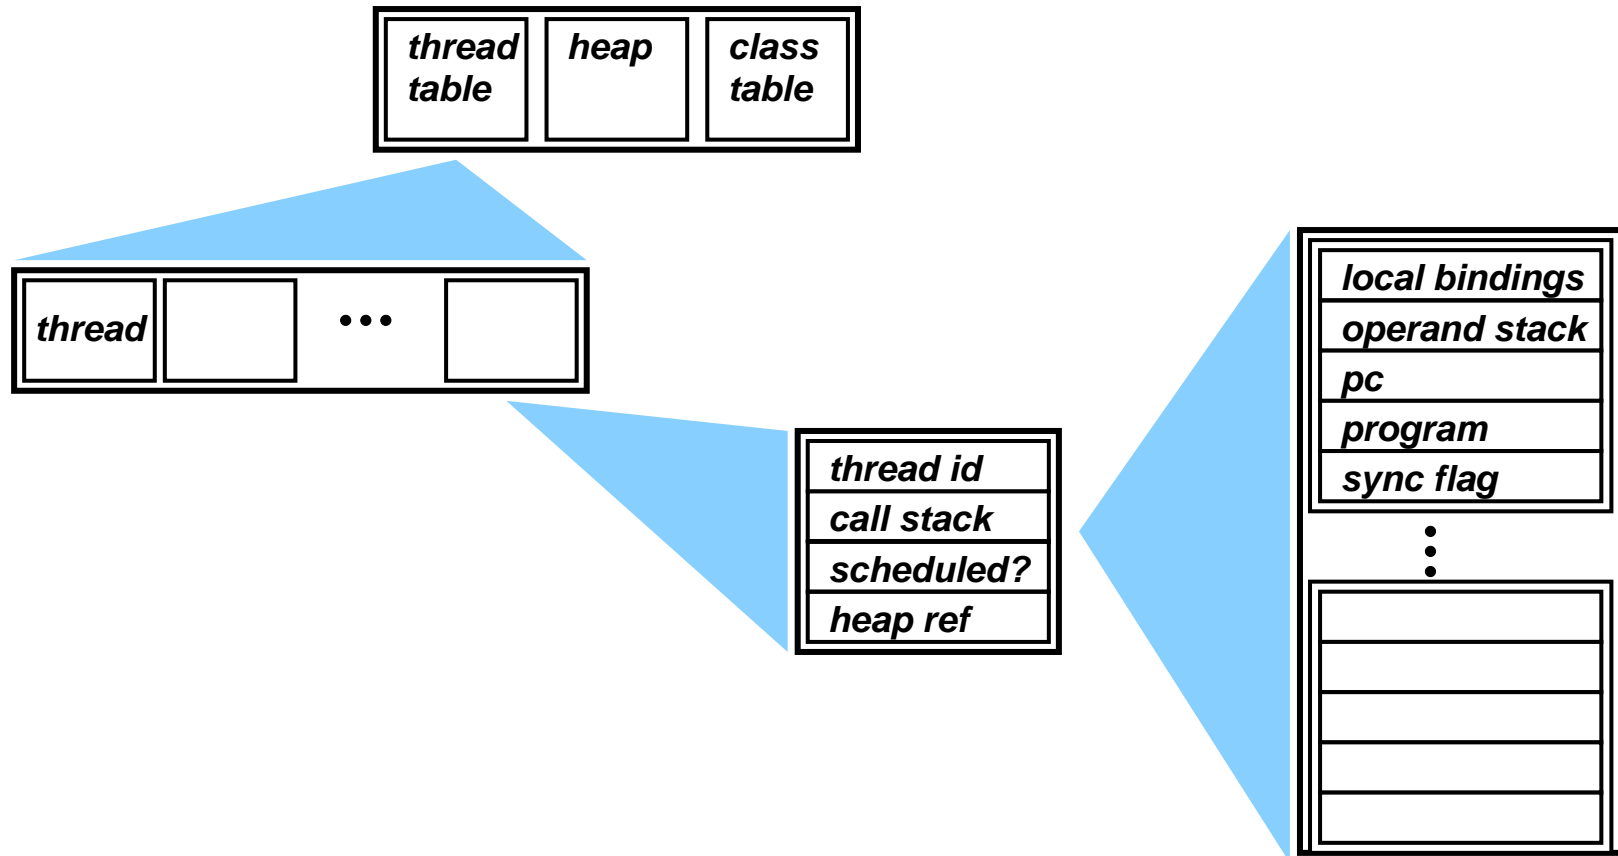 thread
table
heap
class
table
thread
...
local bindings
operand stack
pc
program
sync flag
thread id
call stack
scheduled?
heap ref